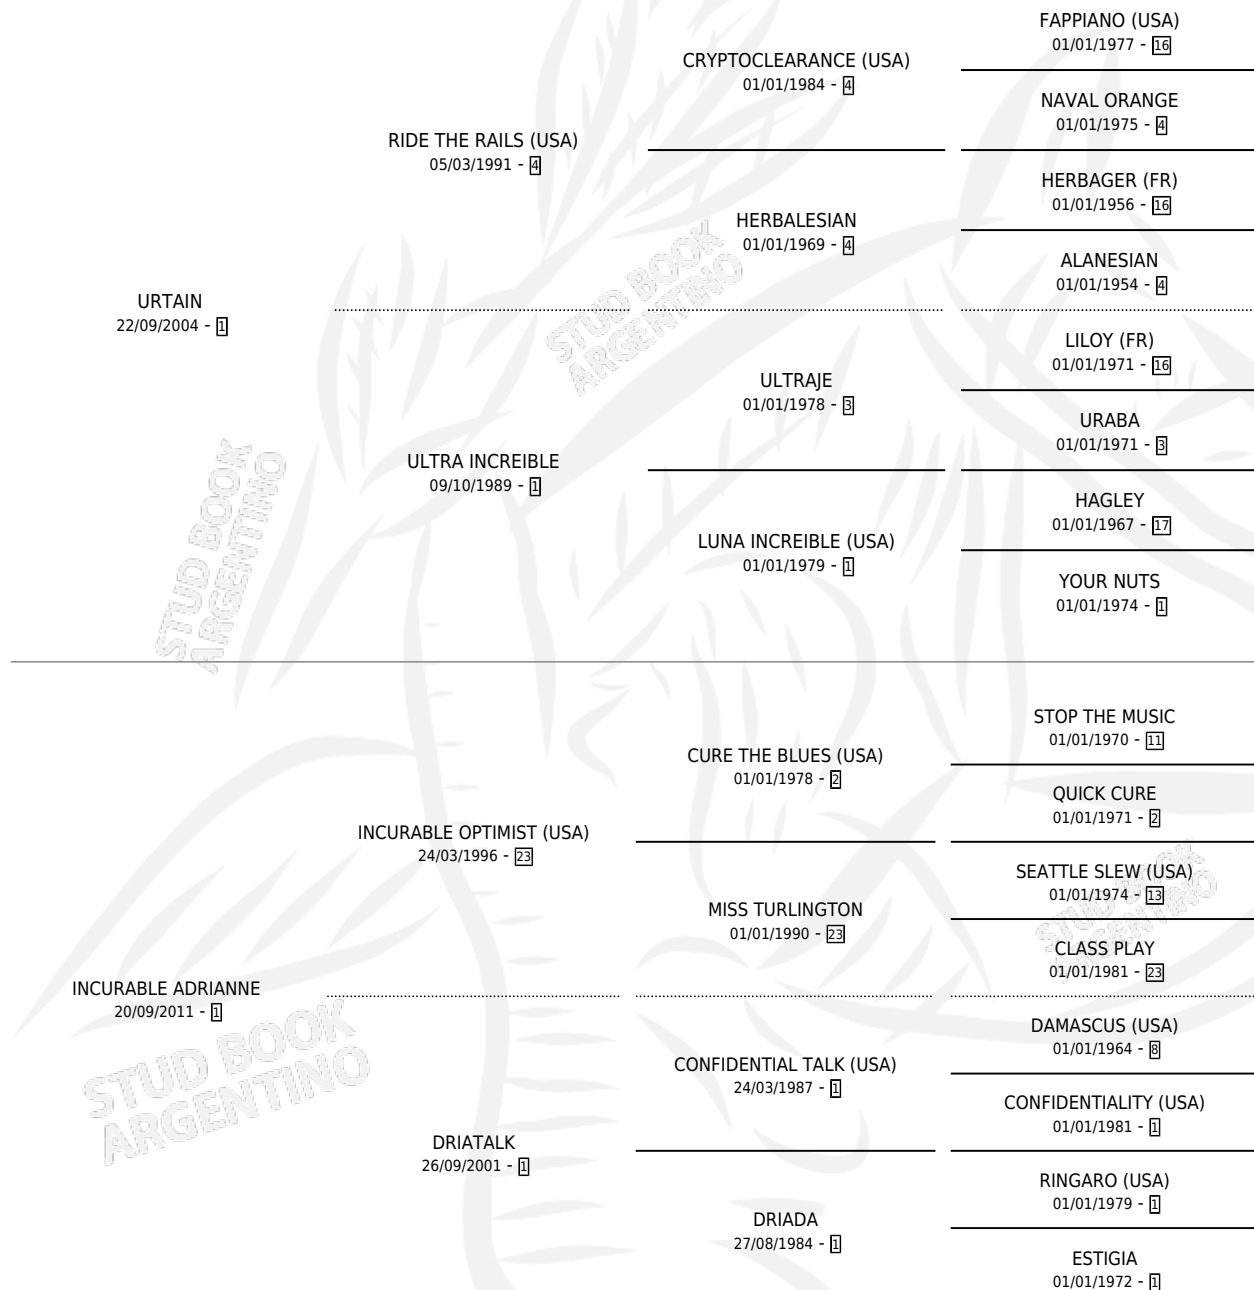 FAPPIANO (USA)
01/01/1977 - 16
CRYPTOCLEARANCE (USA)
01/01/1984 - 4
NAVAL ORANGE
01/01/1975 - 4
RIDE THE RAILS (USA)
05/03/1991 - 4
HERBAGER (FR)
01/01/1956 - 16
HERBALESIAN
01/01/1969 - 4
ALANESIAN
01/01/1954 - 4
URTAIN
22/09/2004 - 1
LILOY (FR)
01/01/1971 - 16
ULTRAJE
01/01/1978 - 3
URABA
01/01/1971 - 3
ULTRA INCREIBLE
09/10/1989 - 1
HAGLEY
01/01/1967 - 17
LUNA INCREIBLE (USA)
01/01/1979 - 1
YOUR NUTS
01/01/1974 - 1
STUD BOOK
ARGENTINO
STUD BOOK
ARGENTINO
STOP THE MUSIC
01/01/1970 - 11
CURE THE BLUES (USA)
01/01/1978 - 2
QUICK CURE
01/01/1971 - 2
INCURABLE OPTIMIST (USA)
24/03/1996 - 23
SEATTLE SLEW (USA)
01/01/1974 - 13
MISS TURLINGTON
01/01/1990 - 23
CLASS PLAY
01/01/1981 - 23
STUD BOOK
ARGENTINO
INCURABLE ADRIANNE
20/09/2011 - 1
DAMASCUS (USA)
01/01/1964 - 8
CONFIDENTIAL TALK (USA)
24/03/1987 - 1
CONFIDENTIALITY (USA)
01/01/1981 - 1
DRIATALK
26/09/2001 - 1
RINGARO (USA)
01/01/1979 - 1
DRIADA
27/08/1984 - 1
ESTIGIA
01/01/1972 - 1
STUD BOOK
ARGENTINO